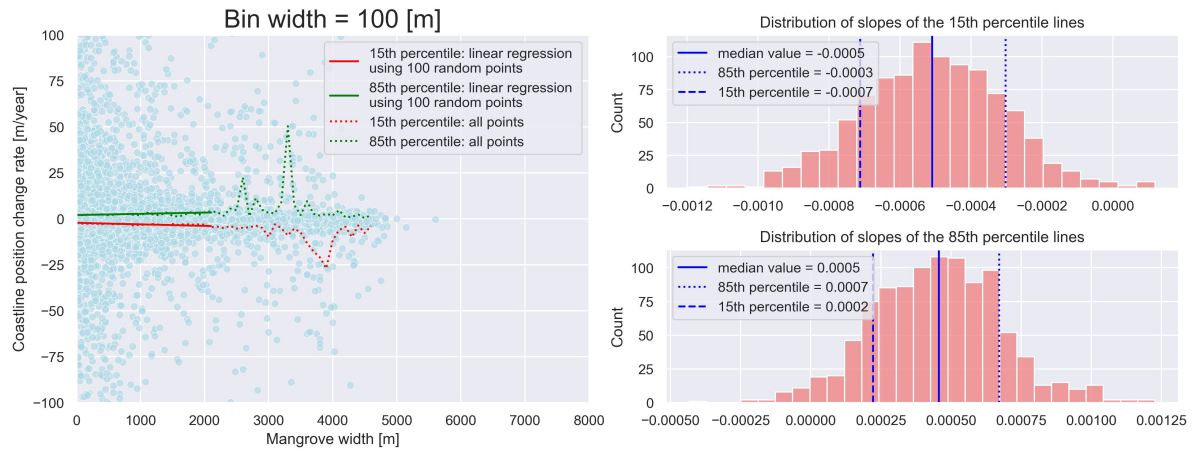 Bin width = 100 [m]
100
75
50
25
0
−25
−50
−75
−100
Coastline position change rate [m/year]
15th percentile: linear regression
using 100 random points
85th percentile: linear regression
using 100 random points
15th percentile: all points
85th percentile: all points
0
1000
2000
3000
4000
5000
6000
7000
8000
Mangrove width [m]
Distribution of slopes of the 15th percentile lines
100
75
50
25
0
Count
median value = -0.0005
85th percentile = -0.0003
15th percentile = -0.0007
−0.0012
−0.0010
−0.0008
−0.0006
−0.0004
−0.0002
0.0000
Distribution of slopes of the 85th percentile lines
100
75
50
25
0
Count
median value = 0.0005
85th percentile = 0.0007
15th percentile = 0.0002
−0.00050
−0.00025
0.00000
0.00025
0.00050
0.00075
0.00100
0.00125